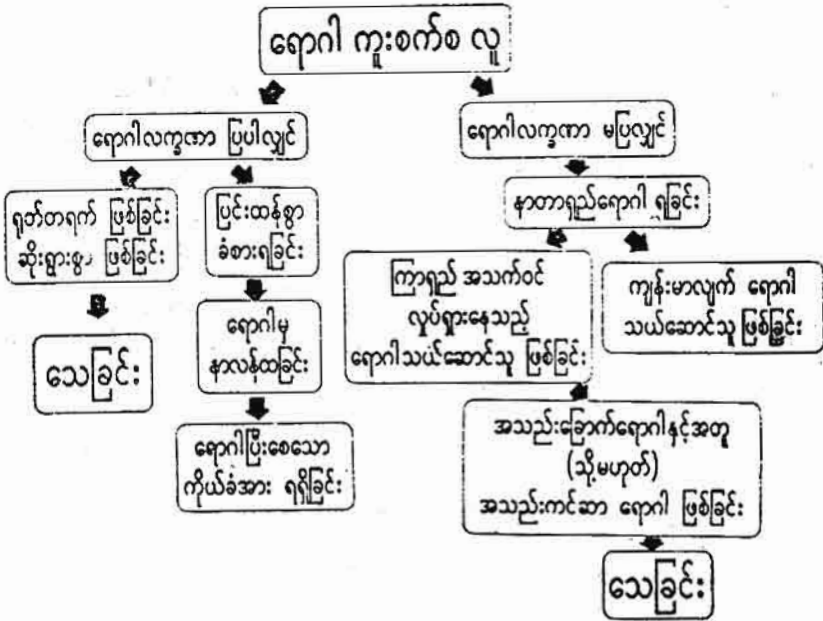 ရောဂါ ကူးစက်စ လူ
ရောဂါလက္ခဏာ ပြပါလျှင်
ရုတ်တရက် ဖြစ်ခြင်း
ဆိုးရွားစွာ ဖြစ်ခြင်း
သေခြင်း
ပြင်းထန်စွာ
ခံစားရခြင်း
ရောဂါမှ
နာလန်ထခြင်း
ရောဂါပြီးစေသော
ကိုယ်ခံအား ရရှိခြင်း
ရောဂါလက္ခဏာ မပြလျှင်
နာတာရှည်ရောဂါ ရခြင်း
ကြာရှည် အသက်ဝင်
လှုပ်ရှားနေသည့်
ရောဂါသယ်ဆောင်သူ ဖြစ်ခြင်း
ကျန်းမာလျက် ရောဂါ
သယ်ဆောင်သူ ဖြစ်ခြင်း
အသည်းခြောက်ရောဂါနှင့်အတူ
(သို့မဟုတ်)
အသည်းကင်ဆာ ရောဂါ ဖြစ်ခြင်း
သေခြင်း